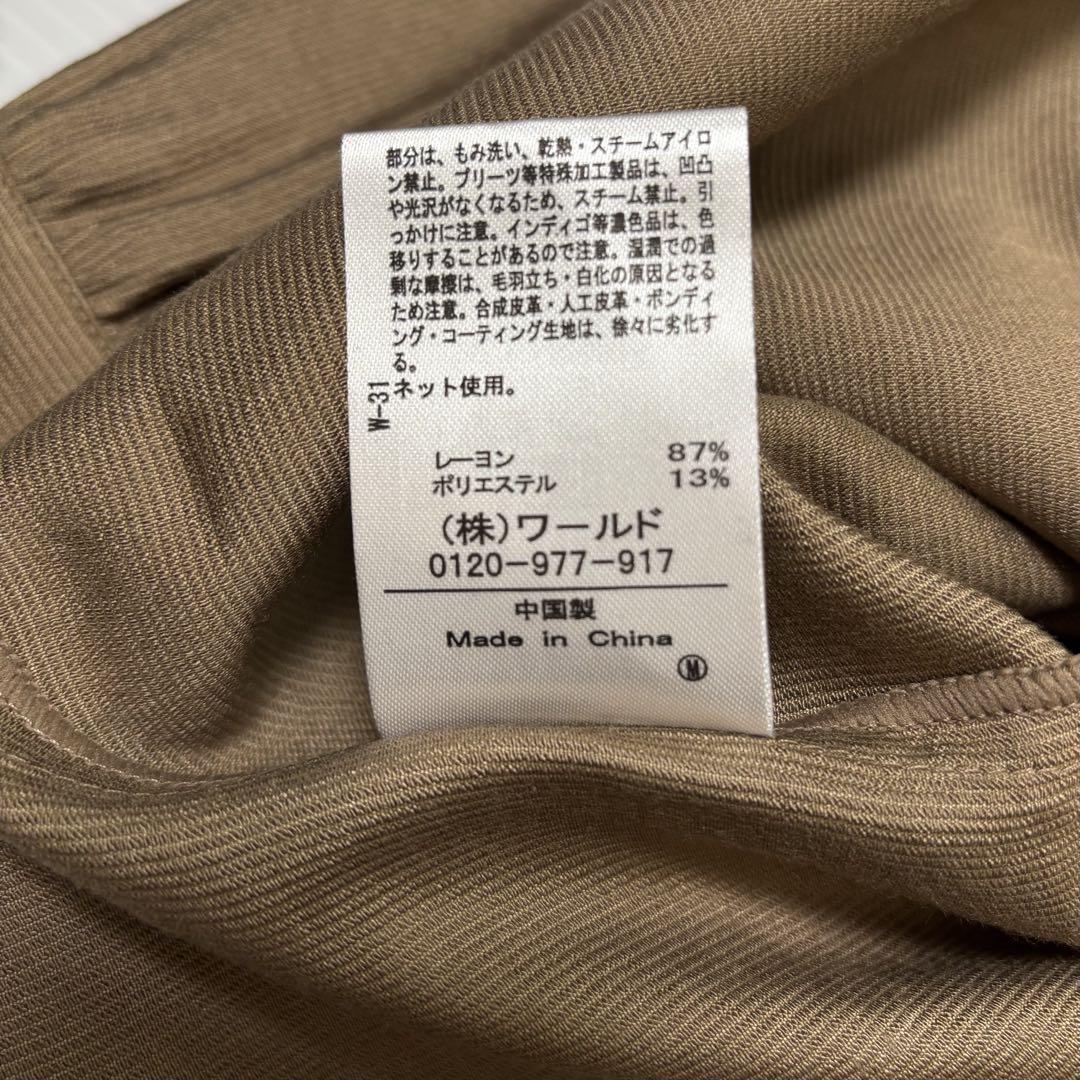 部分は、もみ洗い、乾熱・スチームアイロ
ン禁止。プリーツ等特殊加工製品は、凹凸
や光沢がなくなるため、スチーム禁止。引
っかけに注意。インディゴ等濃色品は、色
移りすることがあるので注意。湿潤での過
剰な摩擦は、毛羽立ち・白化の原因となる
ため注意。合成皮革・人工皮革・ボンディ
ング・コーティング生地は、徐々に劣化す
る。
ネット使用。
W-31
レーヨン 87%
ポリエステル 13%
(株)ワールド
0120-977-917
中国製
Made in China
Ⓜ